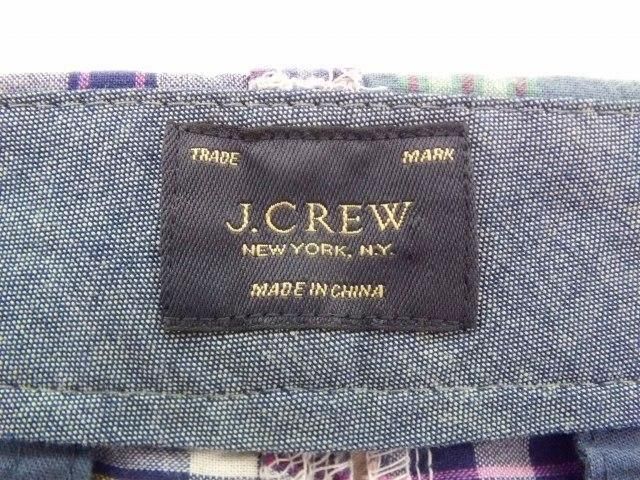 TRADE MARK
J.CREW
NEW YORK, N.Y.
MADE IN CHINA